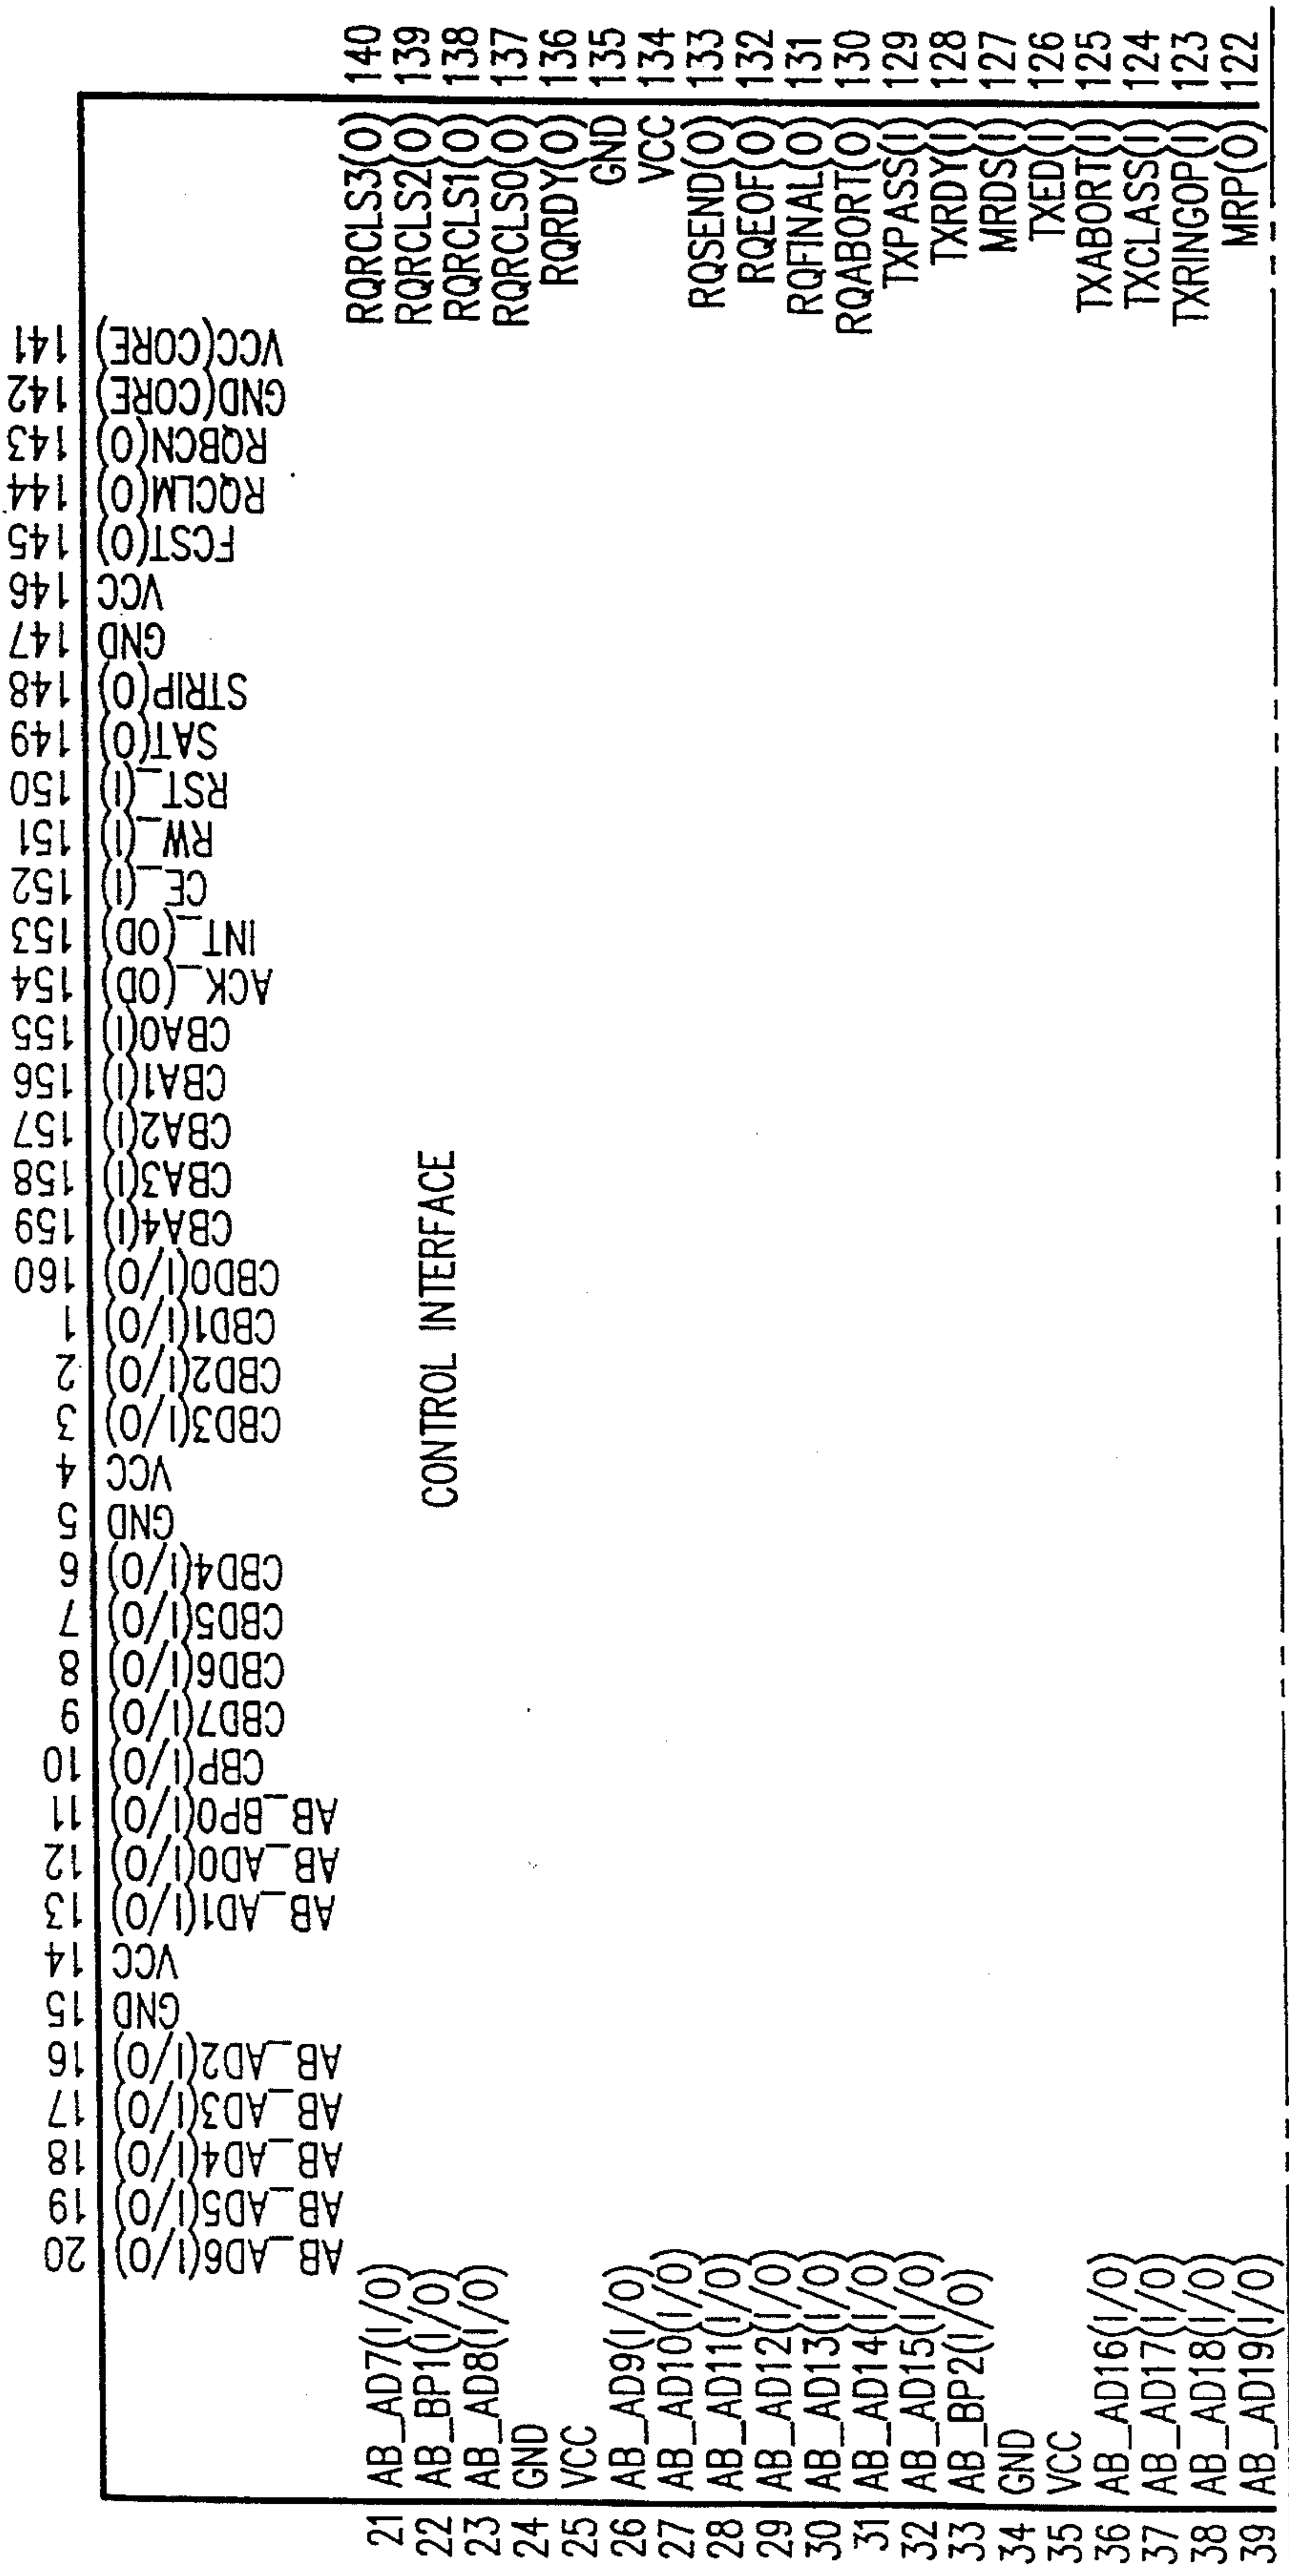 140 RQRCLS3(O)
139 RQRCLS2(O)
138 RQRCLS1(O)
137 RQRCLS0(O)
136 RQRDY(O)
135 GND
134 VCC
133 RQSEND(O)
132 RQEOF(O)
131 RQFINAL(O)
130 RQABORT(O)
129 TXPASS(I)
128 TXRDY(I)
127 MRDS(I)
126 TXED(I)
125 TXABORT(I)
124 TXCLASS(I)
123 TXRINGOP(I)
122 MRP(O)
141 VCC(CORE)
142 GND(CORE)
143 RQBCN(O)
144 RQCLM(O)
145 FCST(O)
146 VCC
147 GND
148 STRIP(O)
149 SAT(O)
150 RST_(I)
151 RW_(I)
152 CE_(I)
153 INT_(OD)
154 ACK_(OD)
155 CBA0(I)
156 CBA1(I)
157 CBA2(I)
158 CBA3(I)
159 CBA4(I)
160 CBD0(I/O)
1 CBD1(I/O)
2 CBD2(I/O)
3 CBD3(I/O)
4 VCC
5 GND
6 CBD4(I/O)
7 CBD5(I/O)
8 CBD6(I/O)
9 CBD7(I/O)
10 CBP(I/O)
11 AB_BP0(I/O)
12 AB_AD0(I/O)
13 AB_AD1(I/O)
14 VCC
15 GND
16 AB_AD2(I/O)
17 AB_AD3(I/O)
18 AB_AD4(I/O)
19 AB_AD5(I/O)
20 AB_AD6(I/O)
CONTROL INTERFACE
21 AB_AD7(I/O)
22 AB_BP1(I/O)
23 AB_AD8(I/O)
24 GND
25 VCC
26 AB_AD9(I/O)
27 AB_AD10(I/O)
28 AB_AD11(I/O)
29 AB_AD12(I/O)
30 AB_AD13(I/O)
31 AB_AD14(I/O)
32 AB_AD15(I/O)
33 AB_BP2(I/O)
34 GND
35 VCC
36 AB_AD16(I/O)
37 AB_AD17(I/O)
38 AB_AD18(I/O)
39 AB_AD19(I/O)